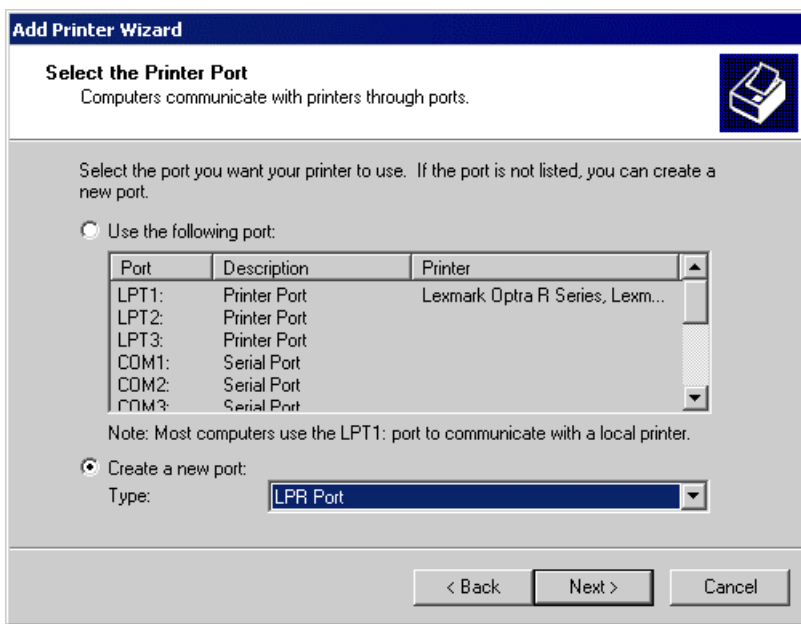 Add Printer Wizard
Select the Printer Port
Computers communicate with printers through ports.
Select the port you want your printer to use. If the port is not listed, you can create a
new port.
Use the following port:
Port Description Printer
LPT1: Printer Port Lexmark Optra R Series, Lexm...
LPT2: Printer Port
LPT3: Printer Port
COM1: Serial Port
COM2: Serial Port
COM3: Serial Port
Note: Most computers use the LPT1: port to communicate with a local printer.
Create a new port:
Type: LPR Port
< Back Next > Cancel